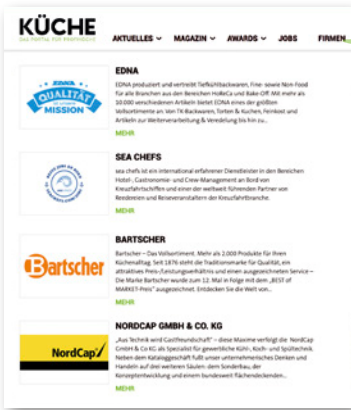 KÜCHE
DAS PORTAL FÜR PROFIKÖCHE
AKTUELLES MAGAZIN AWARDS JOBS FIRMEN
EDNA
QUALITÄT
MISSION
EDNA
EDNA produziert und vertreibt Tiefkühlbackwaren, Fine- sowie Non-Food
für alle Branchen aus den Bereichen HoReCa und Bake-Off. Mit mehr als
10.000 verschiedenen Artikeln bietet EDNA eines der größten
Vollsortimente an. Von TK-Backwaren, Torten & Kuchen, Feinkost und
Artikeln zur Weiterverarbeitung & Veredelung bis hin zu...
MEHR
SEA CHEFS
sea chefs ist ein international erfahrener Dienstleister in den Bereichen
Hotel-, Gastronomie- und Crew-Management an Bord von
Kreuzfahrtschiffen und einer der weltweit führenden Partner von
Reedereien und Reiseveranstaltern der Kreuzfahrtbranche.
MEHR
Bartscher
BARTSCHER
Bartscher – Das Vollsortiment. Mehr als 2.000 Produkte für Ihren
Küchenalltag. Seit 1876 steht die Traditionsmarke für Qualität, ein
attraktives Preis-/Leistungsverhältnis und einen ausgezeichneten Service –
Die Marke Bartscher wurde zum 12. Mal in Folge mit dem „BEST of
MARKET-Preis" ausgezeichnet. Entdecken Sie die Welt von...
MEHR
NordCap
NORDCAP GMBH & CO. KG
„Aus Technik wird Gastfreundschaft" – diese Maxime verfolgt die NordCap
GmbH & Co KG als Spezialist für gewerbliche Kühl-, Koch- und Spültechnik.
Neben dem Kataloggeschäft fußt unser unternehmerisches Denken und
Handeln auf drei weiteren Säulen: dem Sonderbau, der
Konzeptentwicklung und einem bundesweit flächendeckenden...
MEHR